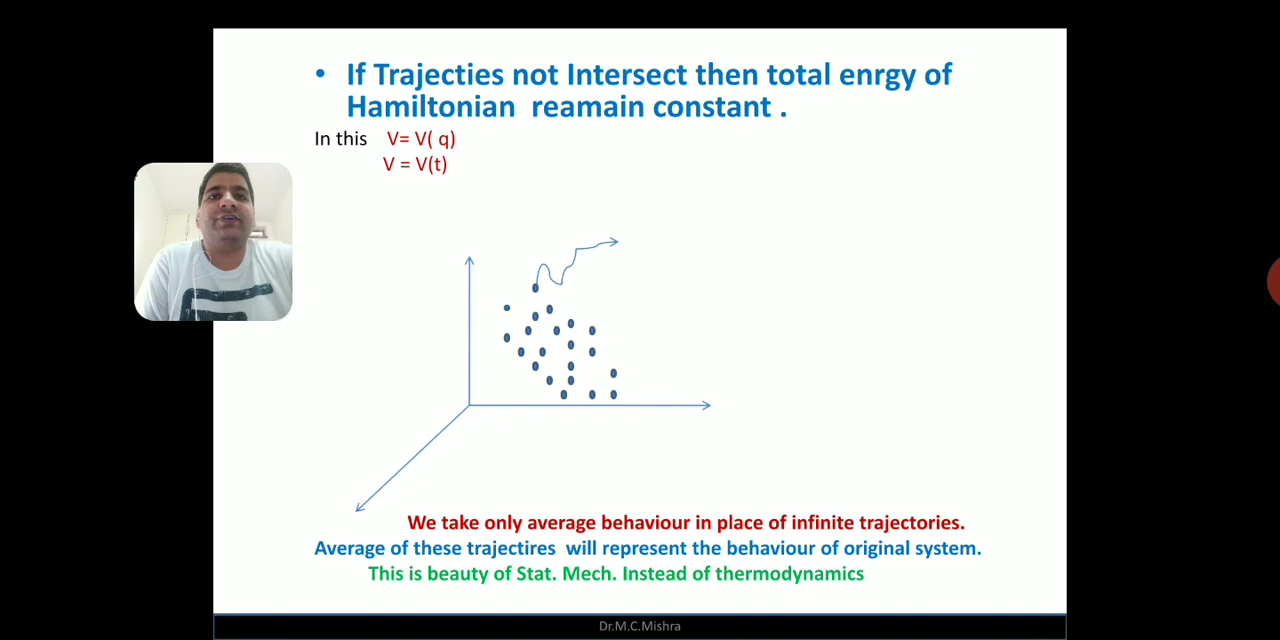 • If Trajecties not Intersect then total enrgy of
Hamiltonian reamain constant .
In this V= V( q)
V = V(t)
We take only average behaviour in place of infinite trajectories.
Average of these trajectires will represent the behaviour of original system.
This is beauty of Stat. Mech. Instead of thermodynamics
Dr.M.C.Mishra